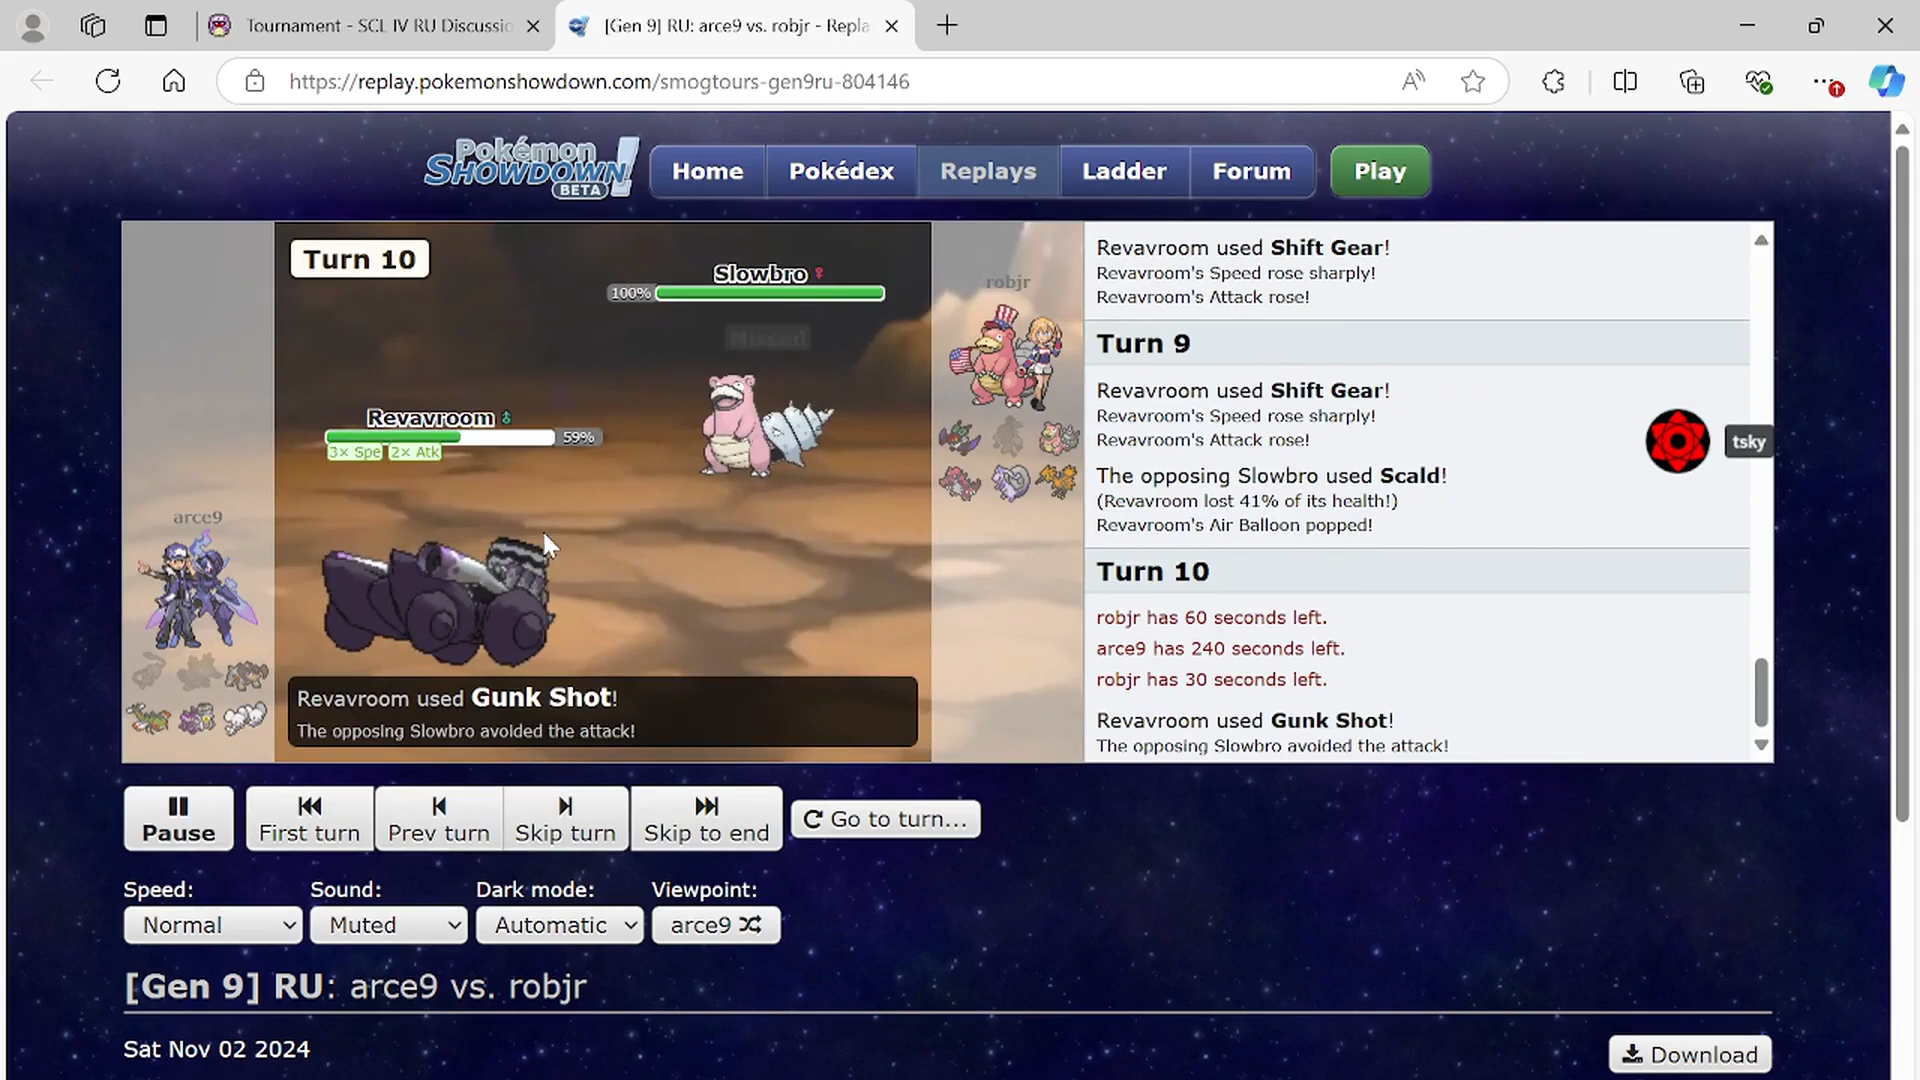 Tournament - SCL IV RU Discussio
[Gen 9] RU: arce9 vs. robjr - Repla
https://replay.pokemonshowdown.com/smogtours-gen9ru-804146
Pokémon
SHOWDOWN!
BETA
Home
Pokédex
Replays
Ladder
Forum
Play
Turn 10
Slowbro ♀
100%
Missed
Revavroom ♂
59%
3× Spe 2× Atk
arce9
robjr
Revavroom used Gunk Shot!
The opposing Slowbro avoided the attack!
Revavroom used Shift Gear!
Revavroom's Speed rose sharply!
Revavroom's Attack rose!
Turn 9
Revavroom used Shift Gear!
Revavroom's Speed rose sharply!
Revavroom's Attack rose!
The opposing Slowbro used Scald!
(Revavroom lost 41% of its health!)
Revavroom's Air Balloon popped!
Turn 10
robjr has 60 seconds left.
arce9 has 240 seconds left.
robjr has 30 seconds left.
Revavroom used Gunk Shot!
The opposing Slowbro avoided the attack!
tsky
Pause
First turn
Prev turn
Skip turn
Skip to end
Go to turn...
Speed:
Sound:
Dark mode:
Viewpoint:
Normal
Muted
Automatic
arce9
[Gen 9] RU: arce9 vs. robjr
Sat Nov 02 2024
Download